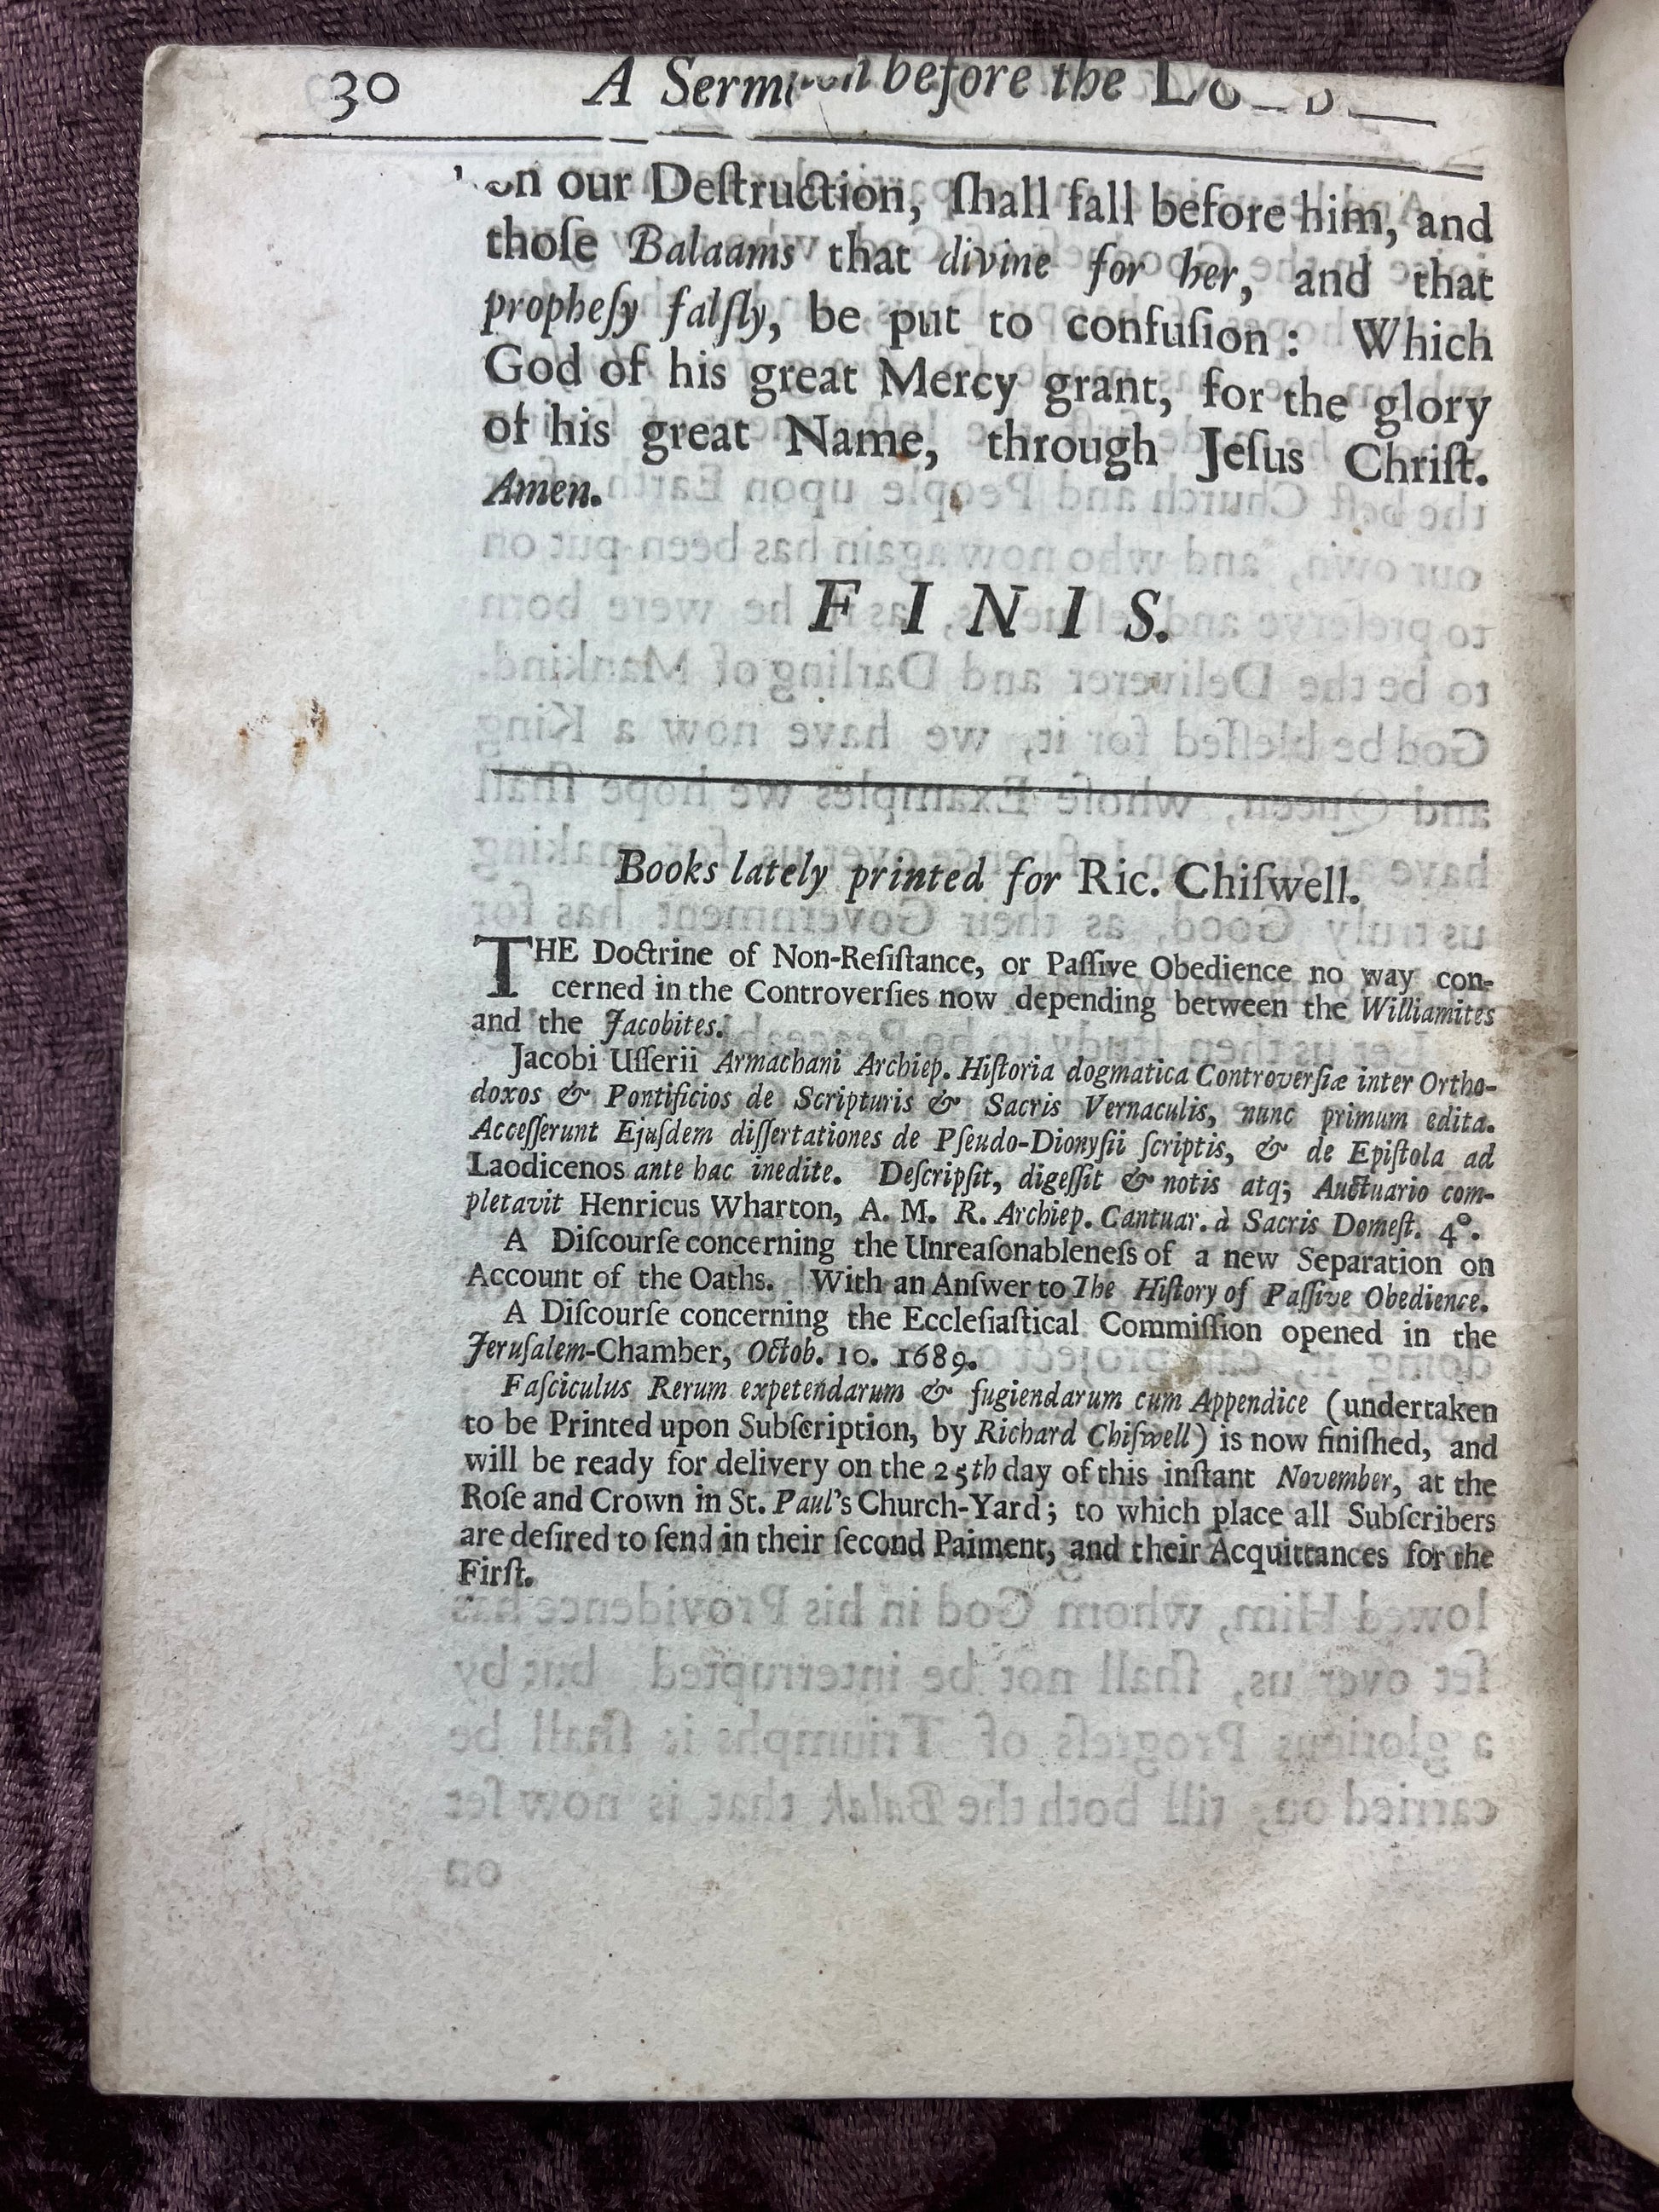 30 A Sermon before the
on our Deſtruction, ſhall fall before him, and
thoſe Balaams that divine for her, and that
propheſy falſly, be put to confuſion : Which
God of his great Mercy grant, for the glory
of his great Name, through Jeſus Chriſt.
Amen.
F I N I S.
Books lately printed for Ric. Chiſwell.
THE Doctrine of Non-Reſiſtance, or Paſſive Obedience no way con-
cerned in the Controverſies now depending between the Williamites
and the Jacobites.
Jacobi Uſſerii Armachani Archiep. Hiſtoria dogmatica Controverſiæ inter Ortho-
doxos & Pontificios de Scripturis & Sacris Vernaculis, nunc primum edita.
Acceſſerunt Ejuſdem diſſertationes de Pſeudo-Dionyſii ſcriptis, & de Epiſtola ad
Laodicenos ante hac inedite. Deſcripſit, digeſſit & notis atq; Auctuario com-
pletavit Henricus Wharton, A. M. R. Archiep. Cantuar. à Sacris Domeſt. 4°.
A Diſcourſe concerning the Unreaſonableneſs of a new Separation on
Account of the Oaths. With an Anſwer to The Hiſtory of Paſſive Obedience.
A Diſcourſe concerning the Eccleſiaſtical Commiſſion opened in the
Jeruſalem-Chamber, Octob. 10. 1689.
Faſciculus Rerum expetendarum & fugiendarum cum Appendice (undertaken
to be Printed upon Subſcription, by Richard Chiſwell) is now finiſhed, and
will be ready for delivery on the 25th day of this inſtant November, at the
Roſe and Crown in St. Paul's Church-Yard; to which place all Subſcribers
are deſired to ſend in their ſecond Paiment, and their Acquittances for the
Firſt.